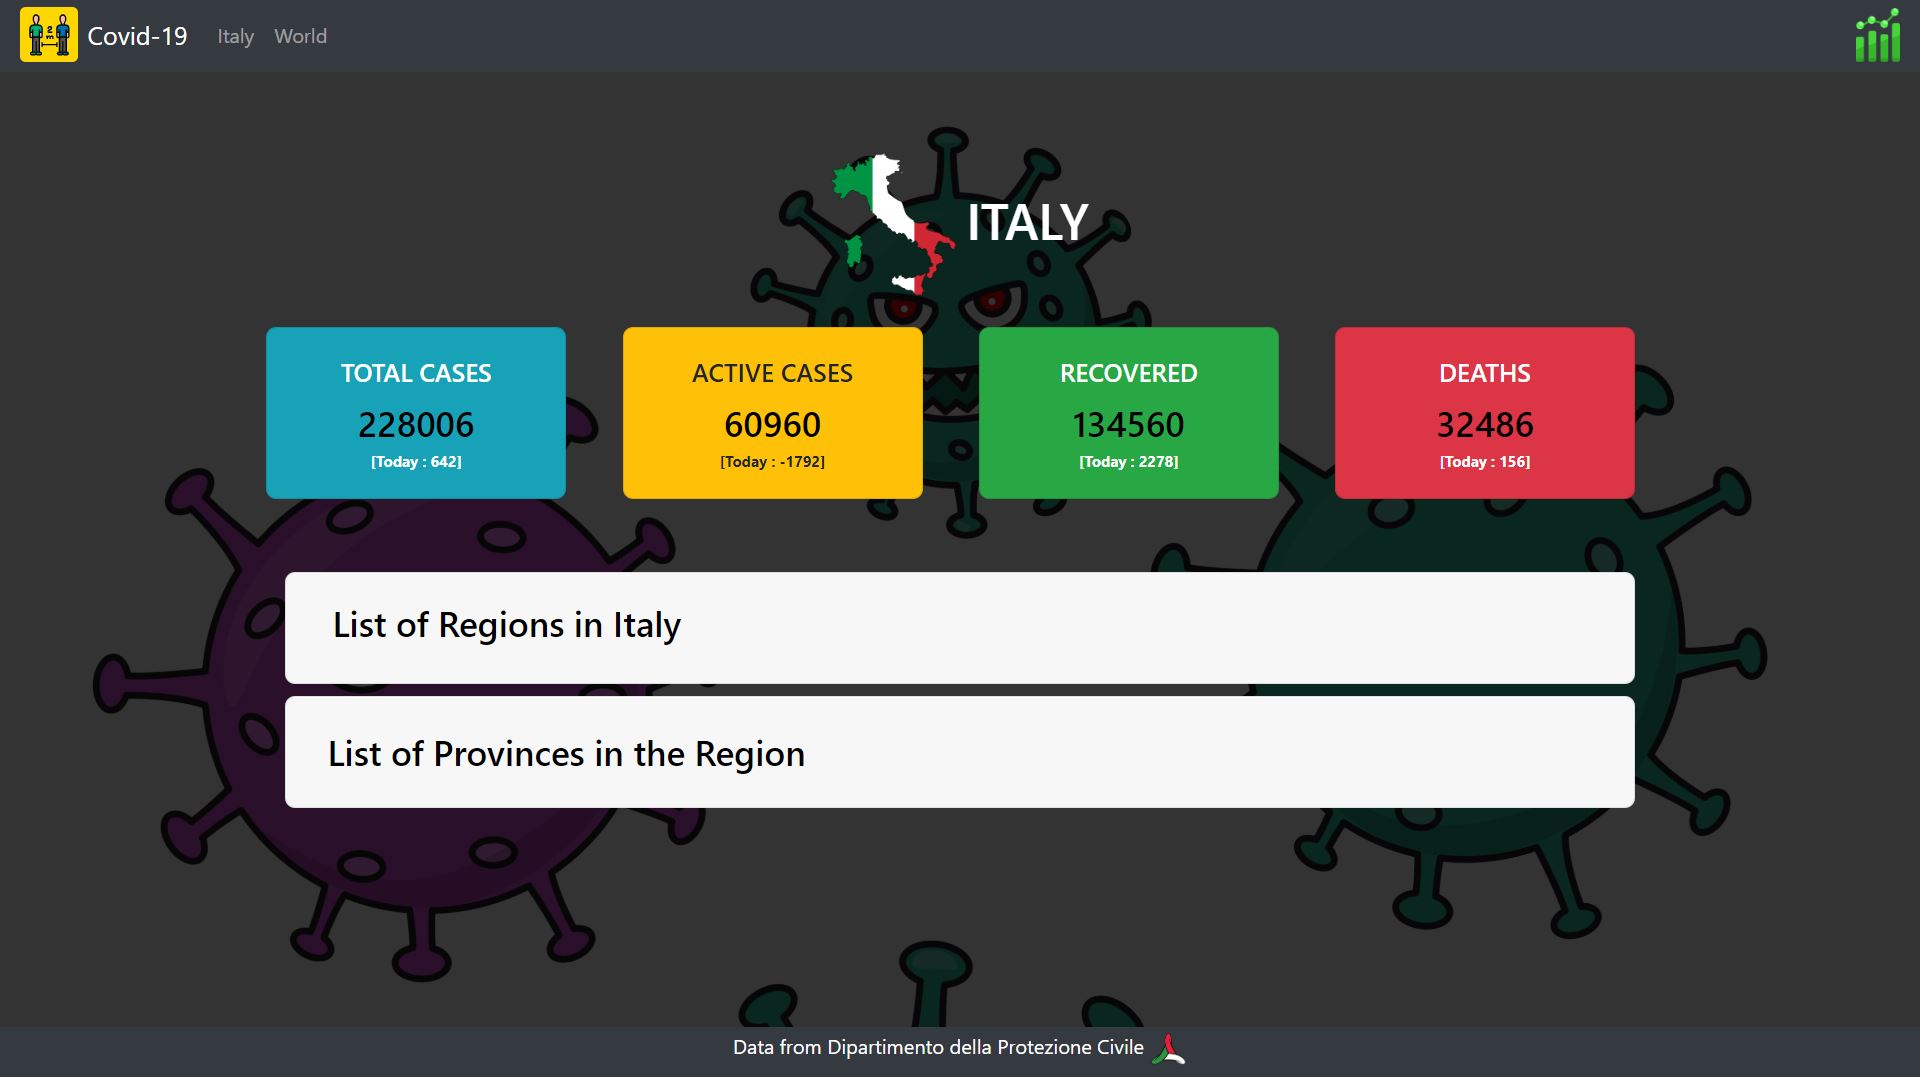 Covid-19 Italy World
2
m
ITALY
TOTAL CASES
228006
[Today : 642]
ACTIVE CASES
60960
[Today : -1792]
RECOVERED
134560
[Today : 2278]
DEATHS
32486
[Today : 156]
List of Regions in Italy
List of Provinces in the Region
Data from Dipartimento della Protezione Civile